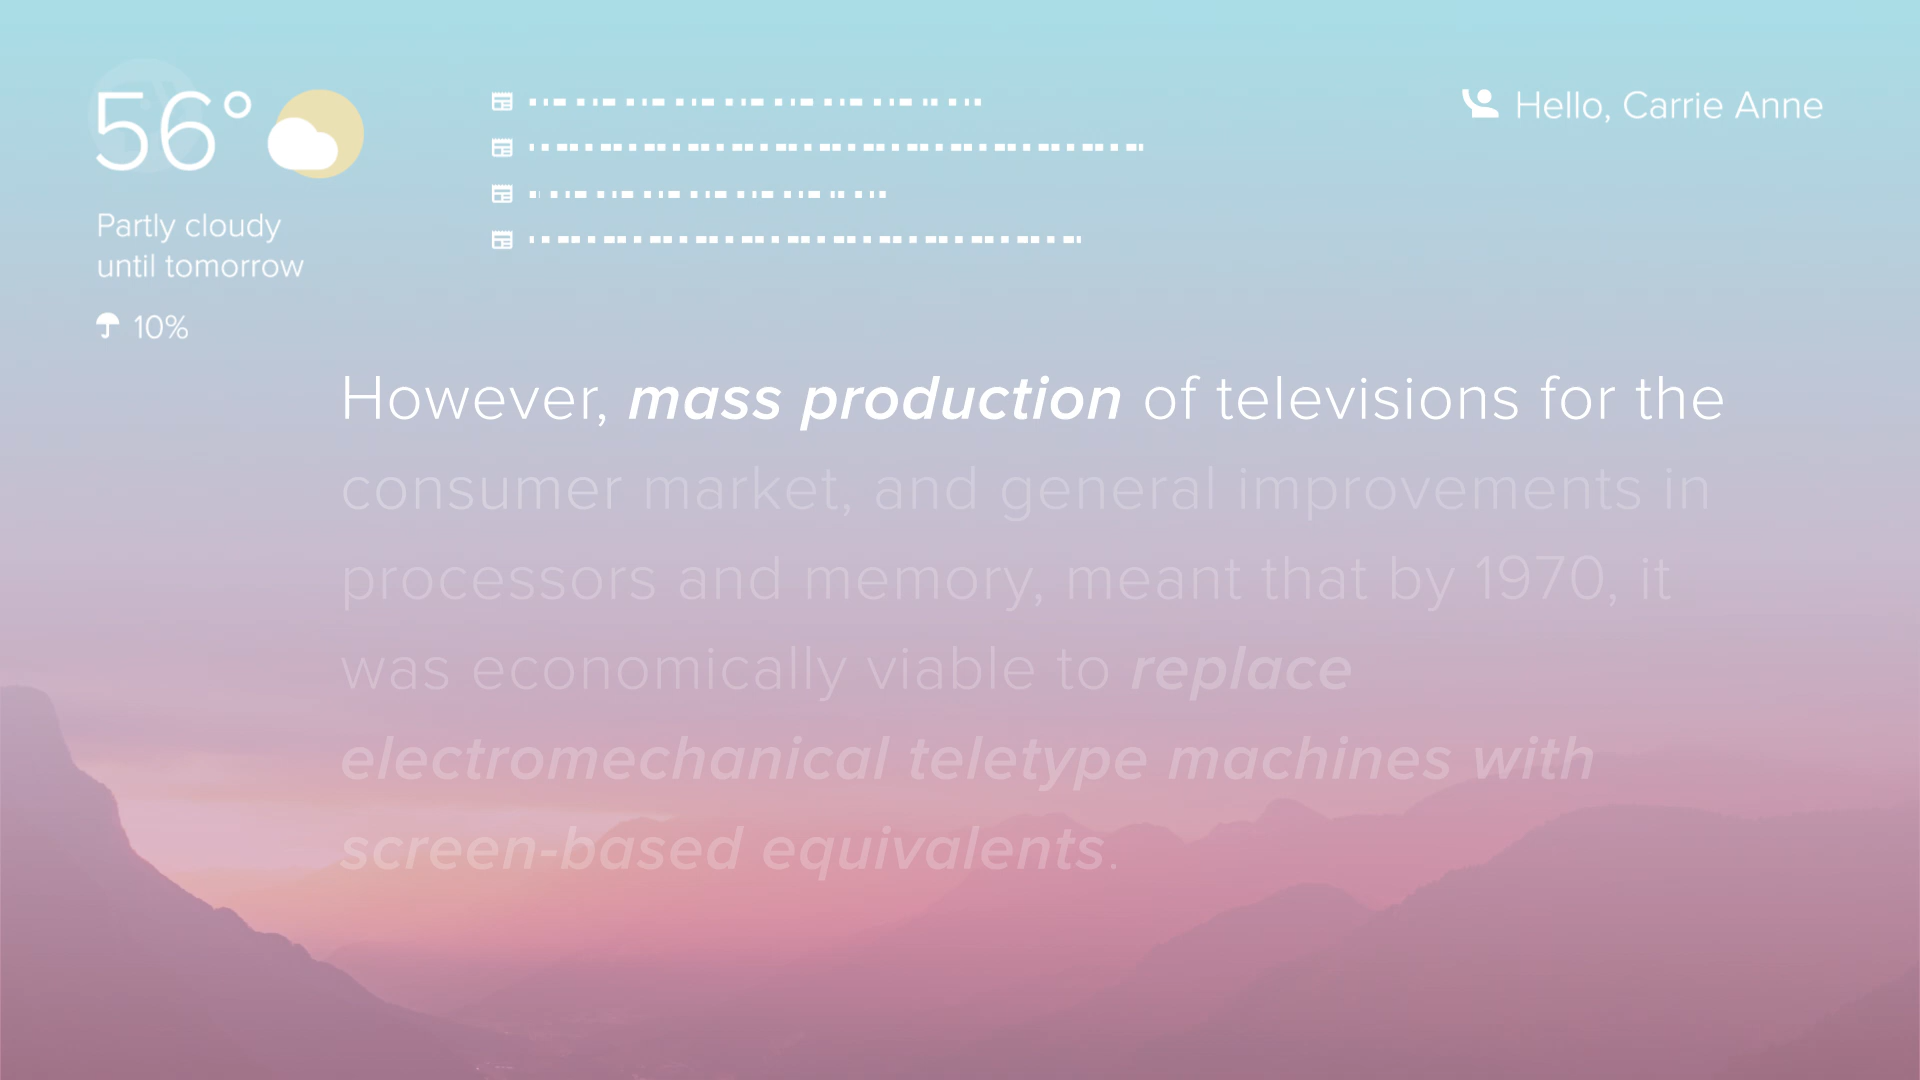 56°
Partly cloudy
until tomorrow
10%
Hello, Carrie Anne
However, mass production of televisions for the
consumer market, and general improvements in
processors and memory, meant that by 1970, it
was economically viable to replace
electromechanical teletype machines with
screen-based equivalents.